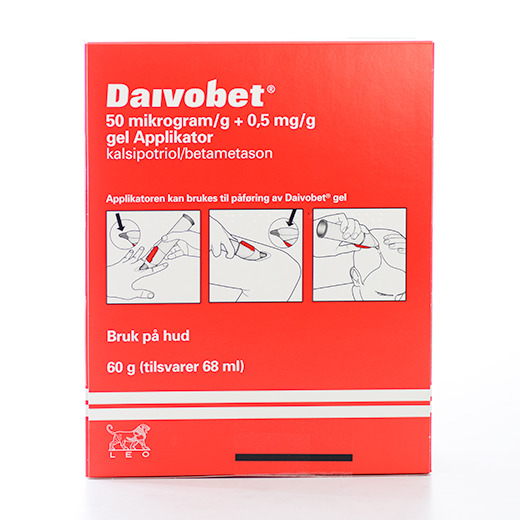 Daivobet®
50 mikrogram/g + 0,5 mg/g
gel Applikator
kalsipotriol/betametason
Applikatoren kan brukes til påføring av Daivobet® gel
Bruk på hud
60 g (tilsvarer 68 ml)
LEO